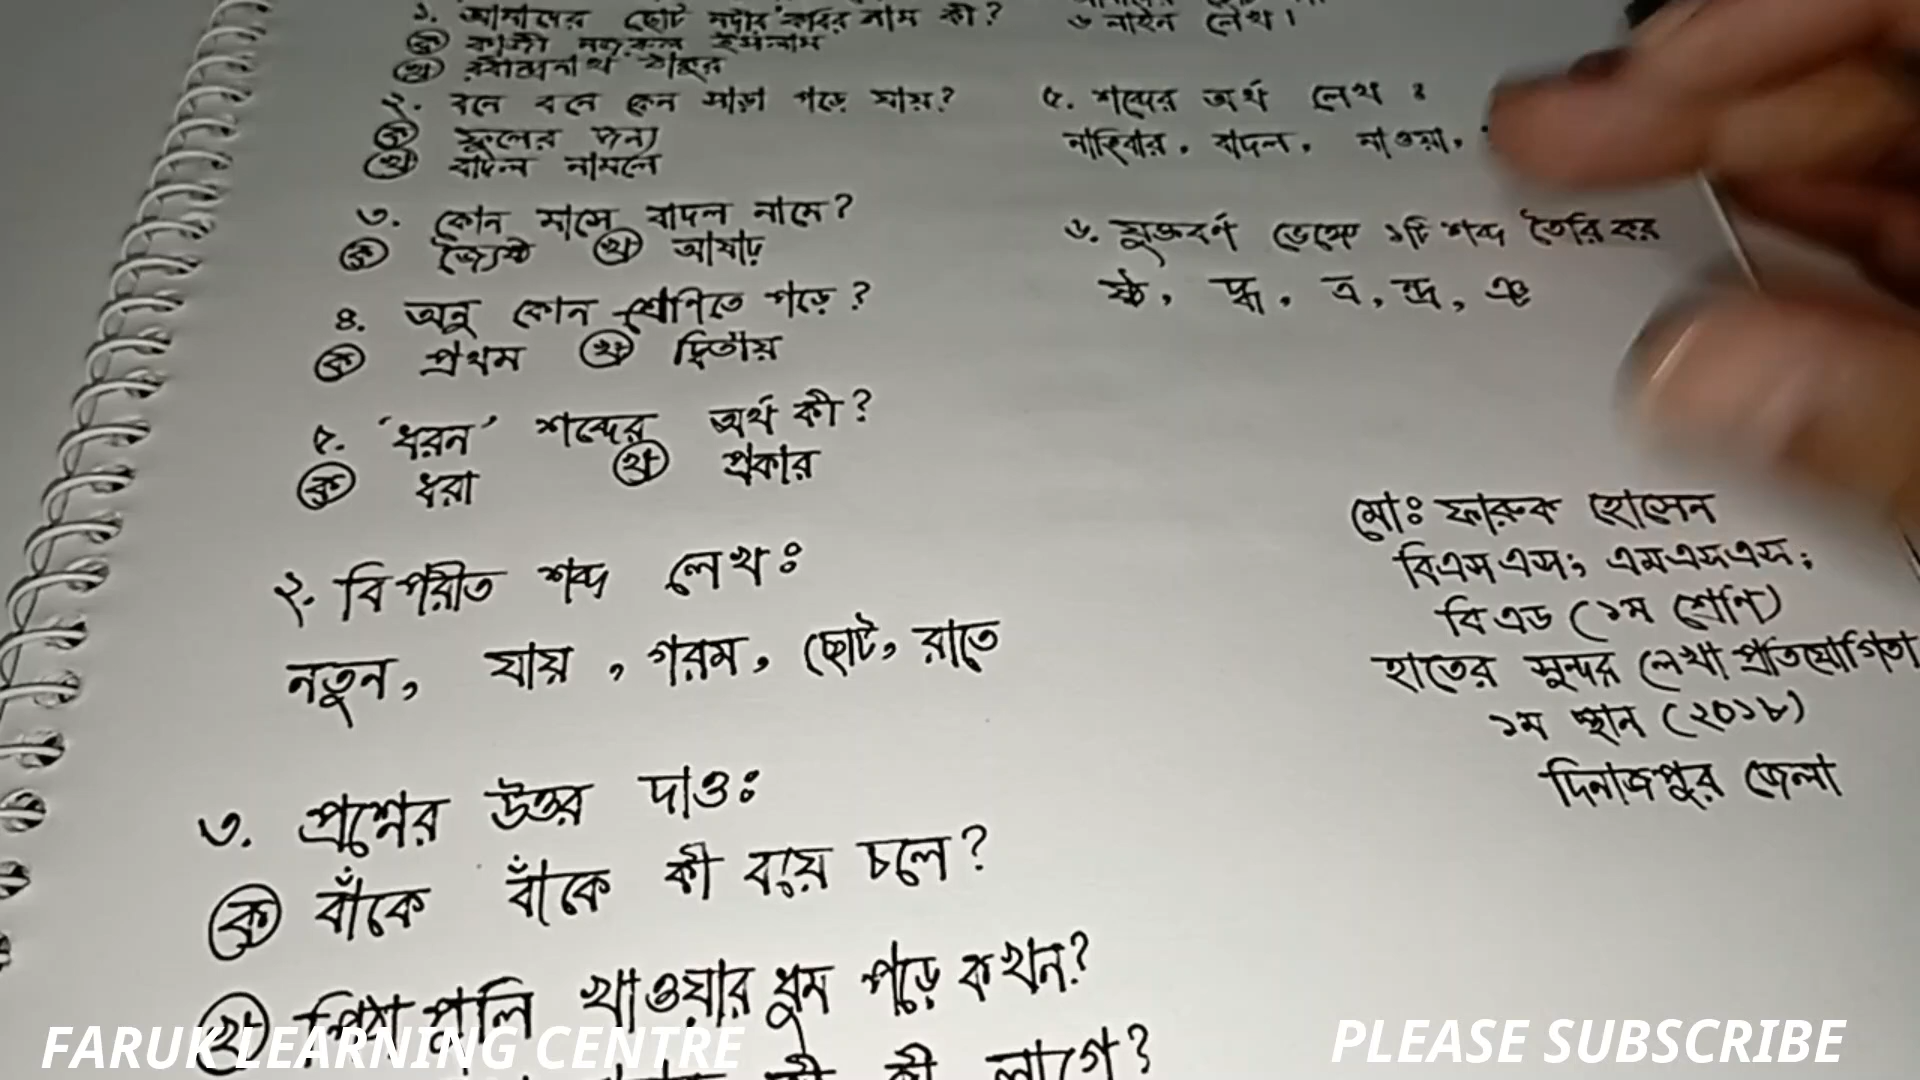 ১. আমাদের ছোট নদীর কবির নাম কী?
ক কাজী নজরুল ইসলাম
খ রবীন্দ্রনাথ ঠাকুর
২. বনে বনে কেন সাড়া পড়ে যায়?
ক ফুলের জন্য
খ বাদল নামলে
৩. কোন মাসে বাদল নামে?
ক জ্যৈষ্ঠ খ আষাঢ়
৪. অনু কোন শ্রেণিতে পড়ে?
ক প্রথম খ দ্বিতীয়
৫. 'ধরন' শব্দের অর্থ কী?
ক ধরা খ প্রকার
২. বিপরীত শব্দ লেখঃ
নতুন, যায়, গরম, ছোট, রাতে
৩. প্রশ্নের উত্তর দাওঃ
ক বাঁকে বাঁকে কী বয়ে চলে?
খ পিঠা পুলি খাওয়ার ধুম পড়ে কখন?
কী কী লাগে?
৬ লাইন লেখ।
৫. শব্দের অর্থ লেখ ঃ
নাহিবার, বাদল, নাওয়া,
৬. যুক্তবর্ণ ভেঙ্গে ১টি শব্দ তৈরি কর
ষ্ঠ, দ্ধ, ত্র, ন্দ্র, ঞ্চ
মোঃ ফারুক হোসেন
বিএসএস; এমএসএস;
বিএড (১ম শ্রেণি)
হাতের সুন্দর লেখা প্রতিযোগিতা
১ম স্থান (২০১৮)
দিনাজপুর জেলা
FARUK LEARNING CENTRE
PLEASE SUBSCRIBE